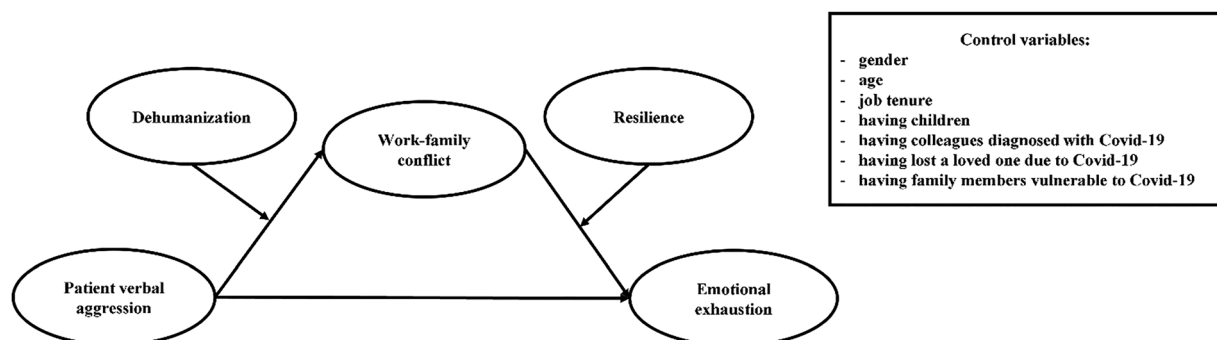 Control variables:
- gender
- age
- job tenure
- having children
- having colleagues diagnosed with Covid-19
- having lost a loved one due to Covid-19
- having family members vulnerable to Covid-19
Dehumanization
Work-family
conflict
Resilience
Patient verbal
aggression
Emotional
exhaustion